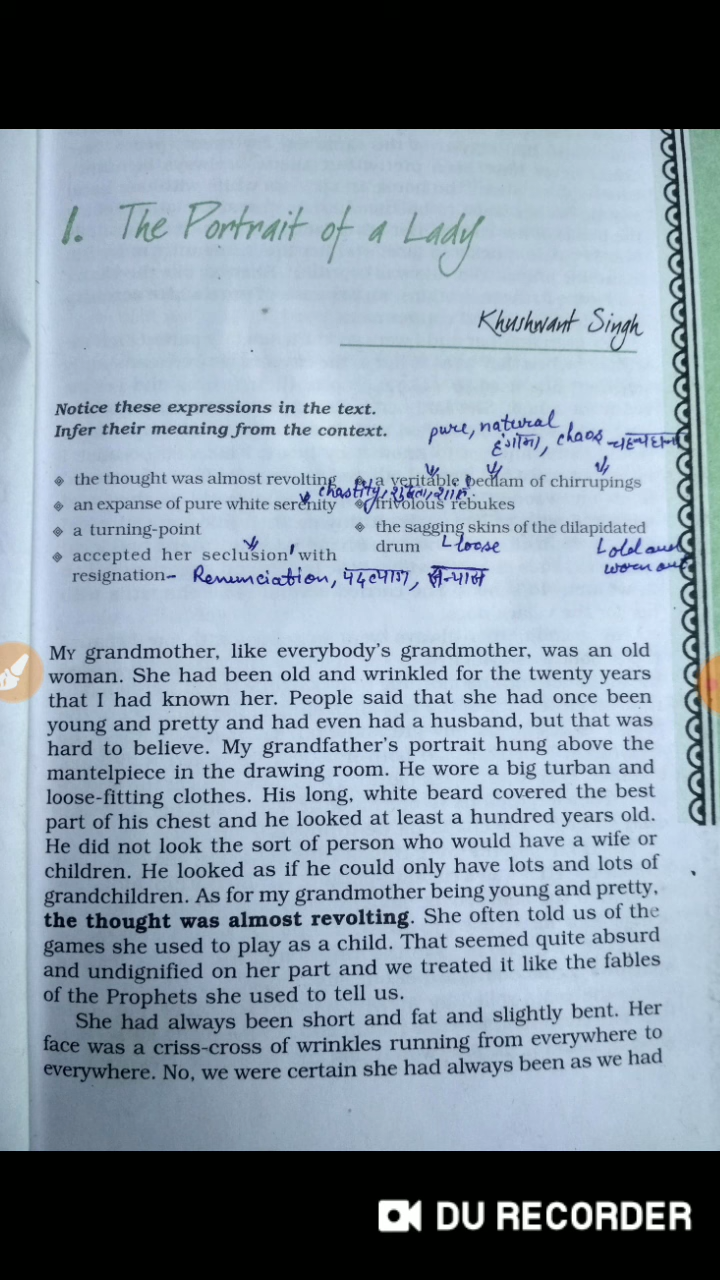 1. The Portrait of a Lady
Khushwant Singh
Notice these expressions in the text.
Infer their meaning from the context.
pure, natural
हंगामा, chaos चहचहाना
the thought was almost revolting
a veritable bedlam of chirrupings
chastity,
an expanse of pure white serenity
frivolous rebukes
a turning-point
the sagging skins of the dilapidated
drum loose
old and
worn out
accepted her seclusion with
resignation- Renunciation, पदत्याग, सन्यास
My grandmother, like everybody's grandmother, was an old
woman. She had been old and wrinkled for the twenty years
that I had known her. People said that she had once been
young and pretty and had even had a husband, but that was
hard to believe. My grandfather's portrait hung above the
mantelpiece in the drawing room. He wore a big turban and
loose-fitting clothes. His long, white beard covered the best
part of his chest and he looked at least a hundred years old.
He did not look the sort of person who would have a wife or
children. He looked as if he could only have lots and lots of
grandchildren. As for my grandmother being young and pretty,
the thought was almost revolting. She often told us of the
games she used to play as a child. That seemed quite absurd
and undignified on her part and we treated it like the fables
of the Prophets she used to tell us.
She had always been short and fat and slightly bent. Her
face was a criss-cross of wrinkles running from everywhere to
everywhere. No, we were certain she had always been as we had
DU RECORDER